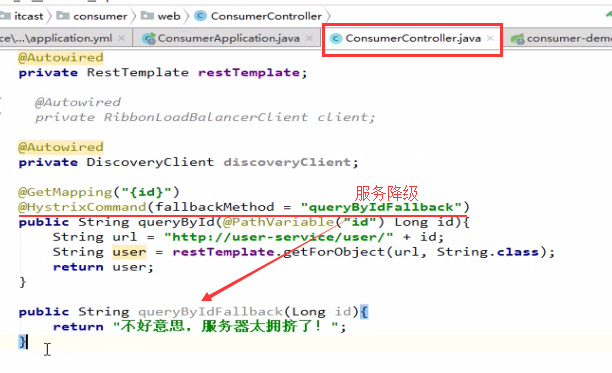 itcast consumer web ConsumerController
ce\...\application.yml ConsumerApplication.java ConsumerController.java consumer-demo
@Autowired
private RestTemplate restTemplate;
@Autowired
private RibbonLoadBalancerClient client;
@Autowired
private DiscoveryClient discoveryClient;
@GetMapping("{id}")
服务降级
@HystrixCommand(fallbackMethod = "queryByIdFallback")
public String queryById(@PathVariable("id") Long id){
String url = "http://user-service/user/" + id;
String user = restTemplate.getForObject(url, String.class);
return user;
}
public String queryByIdFallback(Long id){
return "不好意思，服务器太拥挤了！";
}